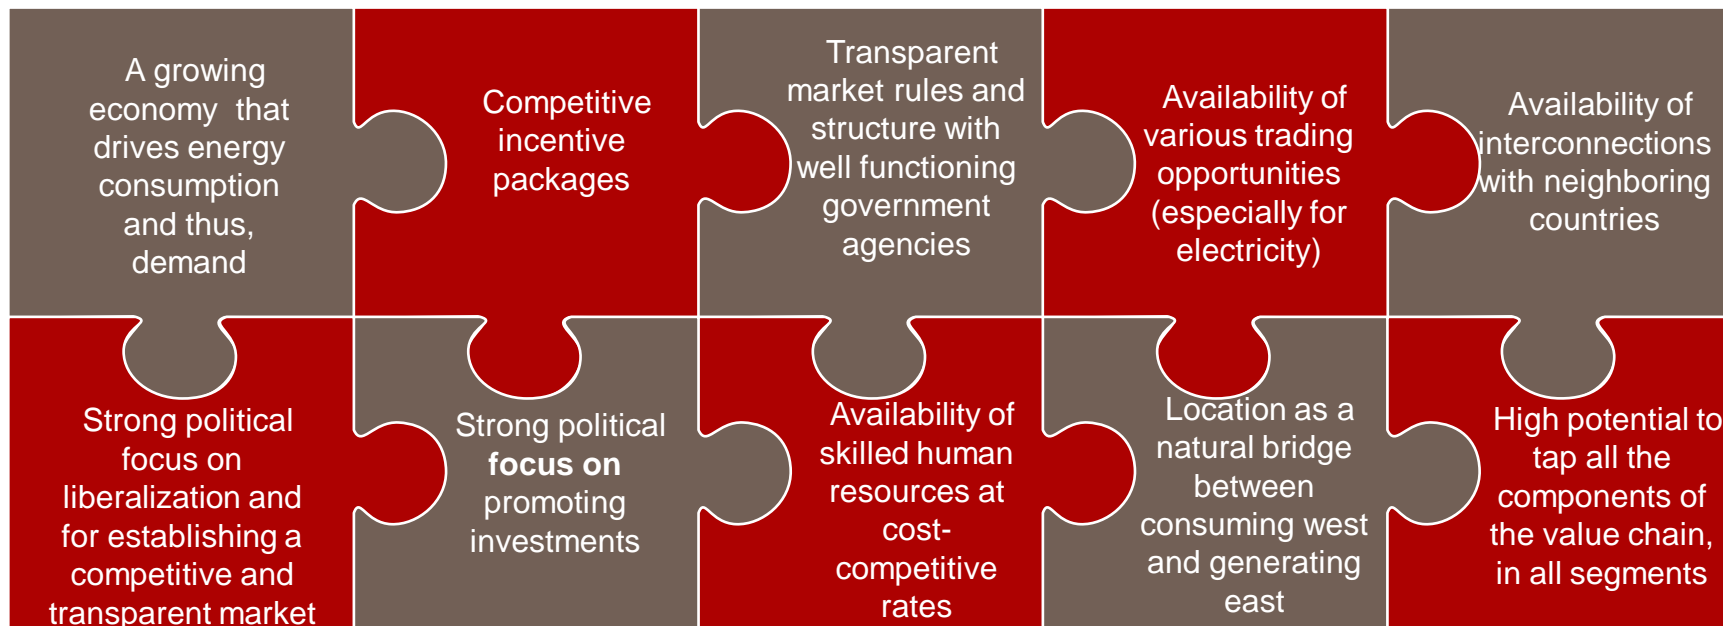 A growing
economy  that
drives energy
consumption
and thus,
demand
Competitive
incentive
packages
Transparent
market rules and
structure with
well functioning
government
agencies
Availability of
various trading
opportunities
(especially for
electricity)
Availability of
interconnections
with neighboring
countries
Strong political
focus on
liberalization and
for establishing a
competitive and
transparent market
Strong political
focus on
promoting
investments
Availability of
skilled human
resources at
cost-
competitive
rates
Location as a
natural bridge
between
consuming west
and generating
east
High potential to
tap all the
components of
the value chain,
in all segments